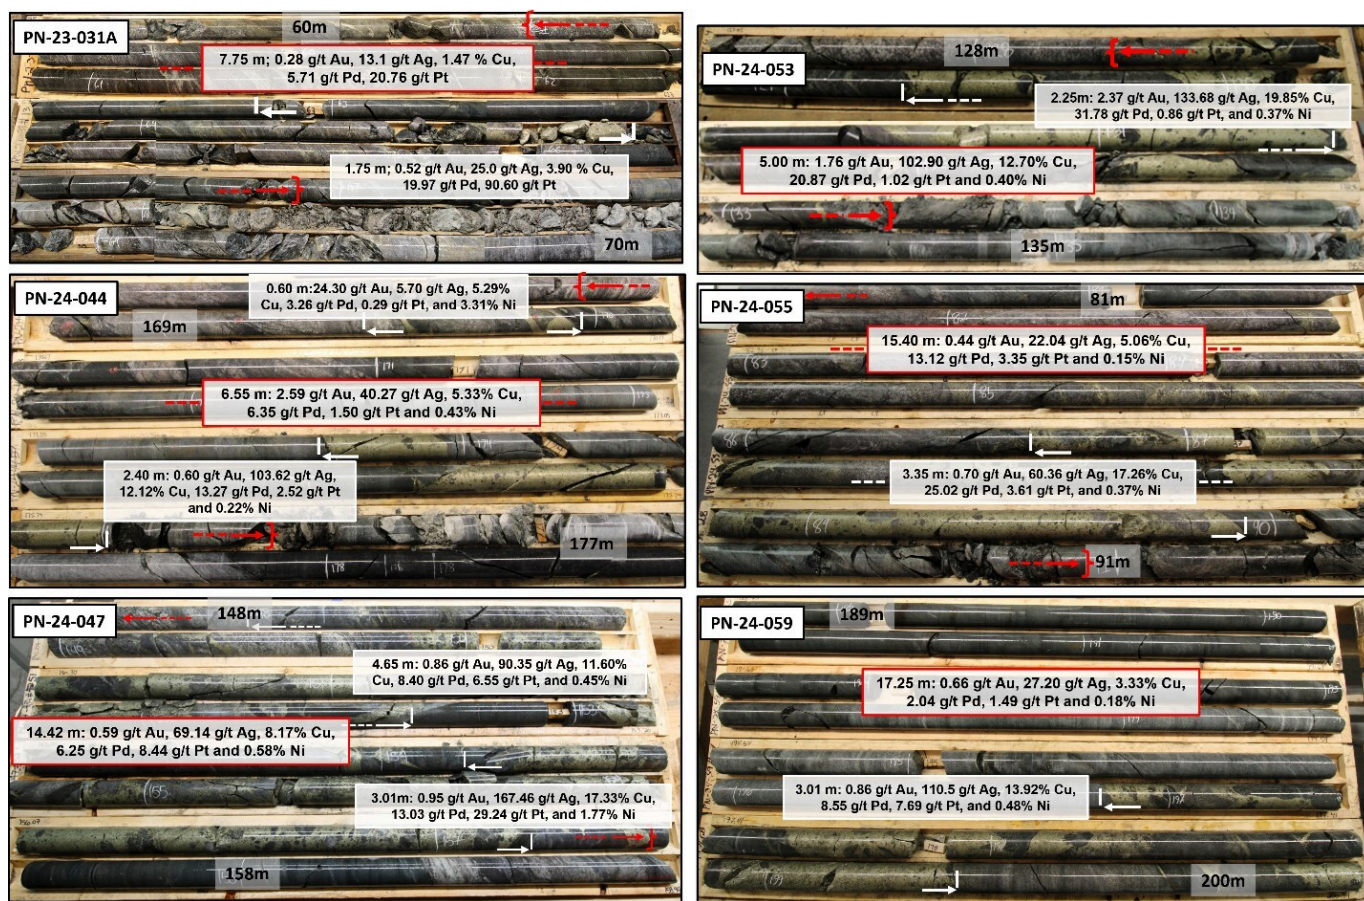 PN-23-031A
60m
7.75 m; 0.28 g/t Au, 13.1 g/t Ag, 1.47 % Cu,
5.71 g/t Pd, 20.76 g/t Pt
1.75 m; 0.52 g/t Au, 25.0 g/t Ag, 3.90 % Cu,
19.97 g/t Pd, 90.60 g/t Pt
70m
PN-24-053
128m
2.25m: 2.37 g/t Au, 133.68 g/t Ag, 19.85% Cu,
31.78 g/t Pd, 0.86 g/t Pt, and 0.37% Ni
5.00 m: 1.76 g/t Au, 102.90 g/t Ag, 12.70% Cu,
20.87 g/t Pd, 1.02 g/t Pt and 0.40% Ni
133
135m
PN-24-044
0.60 m:24.30 g/t Au, 5.70 g/t Ag, 5.29%
Cu, 3.26 g/t Pd, 0.29 g/t Pt, and 3.31% Ni
169m
171
6.55 m: 2.59 g/t Au, 40.27 g/t Ag, 5.33% Cu,
6.35 g/t Pd, 1.50 g/t Pt and 0.43% Ni
174
2.40 m: 0.60 g/t Au, 103.62 g/t Ag,
12.12% Cu, 13.27 g/t Pd, 2.52 g/t Pt
and 0.22% Ni
177m
178
PN-24-055
81m
82
15.40 m: 0.44 g/t Au, 22.04 g/t Ag, 5.06% Cu,
13.12 g/t Pd, 3.35 g/t Pt and 0.15% Ni
83
85
86
87
3.35 m: 0.70 g/t Au, 60.36 g/t Ag, 17.26% Cu,
25.02 g/t Pd, 3.61 g/t Pt, and 0.37% Ni
89
90
91m
PN-24-047
148m
4.65 m: 0.86 g/t Au, 90.35 g/t Ag, 11.60%
Cu, 8.40 g/t Pd, 6.55 g/t Pt, and 0.45% Ni
14.42 m: 0.59 g/t Au, 69.14 g/t Ag, 8.17% Cu,
6.25 g/t Pd, 8.44 g/t Pt and 0.58% Ni
155
3.01m: 0.95 g/t Au, 167.46 g/t Ag, 17.33% Cu,
13.03 g/t Pd, 29.24 g/t Pt, and 1.77% Ni
158m
PN-24-059
189m
190
191
17.25 m: 0.66 g/t Au, 27.20 g/t Ag, 3.33% Cu,
2.04 g/t Pd, 1.49 g/t Pt and 0.18% Ni
3.01 m: 0.86 g/t Au, 110.5 g/t Ag, 13.92% Cu,
8.55 g/t Pd, 7.69 g/t Pt, and 0.48% Ni
199
200m